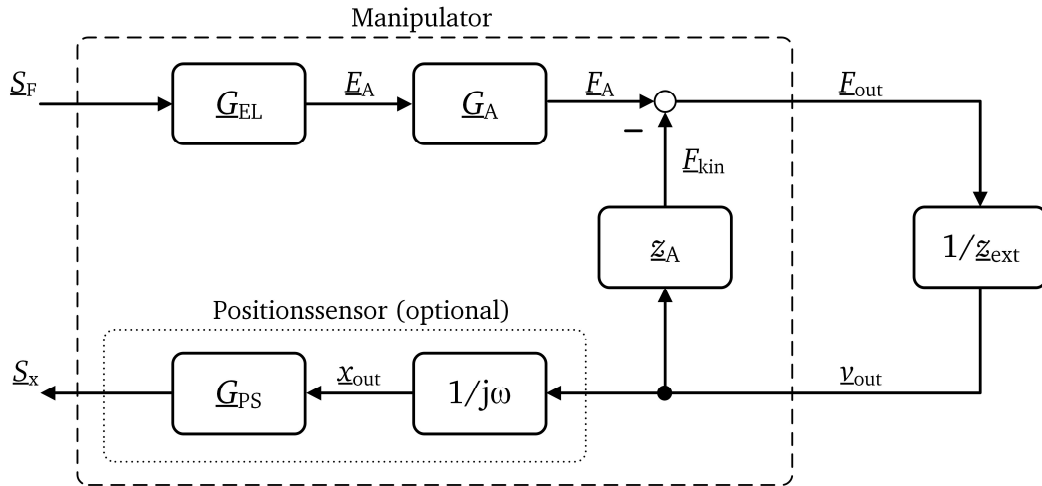 Manipulator
S_F
G_EL
E_A
G_A
F_A
F_out
−
F_kin
z_A
1/z_ext
Positionssensor (optional)
S_x
G_PS
x_out
1/jω
v_out